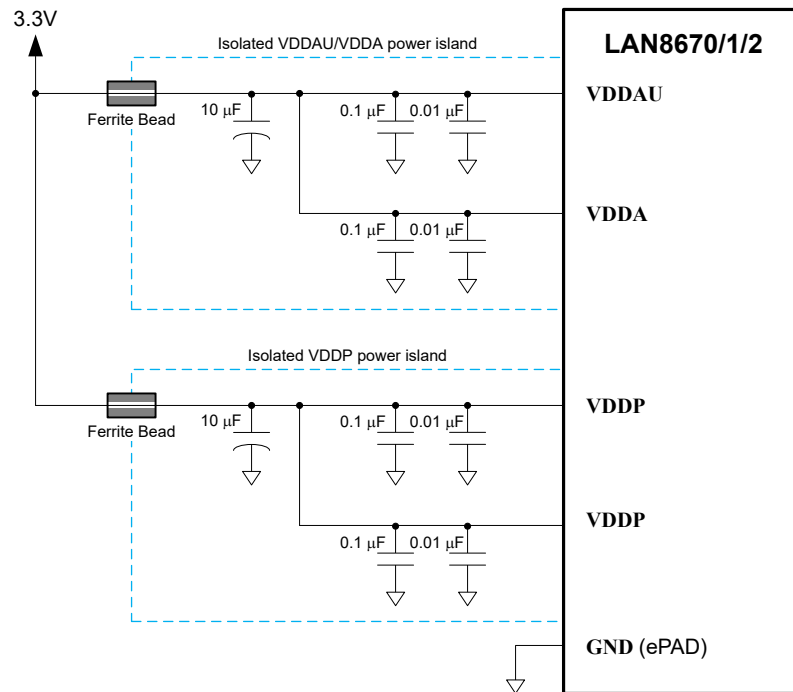 3.3V
Isolated VDDAU/VDDA power island
LAN8670/1/2
Ferrite Bead
10 μF
0.1 μF
0.01 μF
VDDAU
0.1 μF
0.01 μF
VDDA
Isolated VDDP power island
Ferrite Bead
10 μF
0.1 μF
0.01 μF
VDDP
0.1 μF
0.01 μF
VDDP
GND (ePAD)